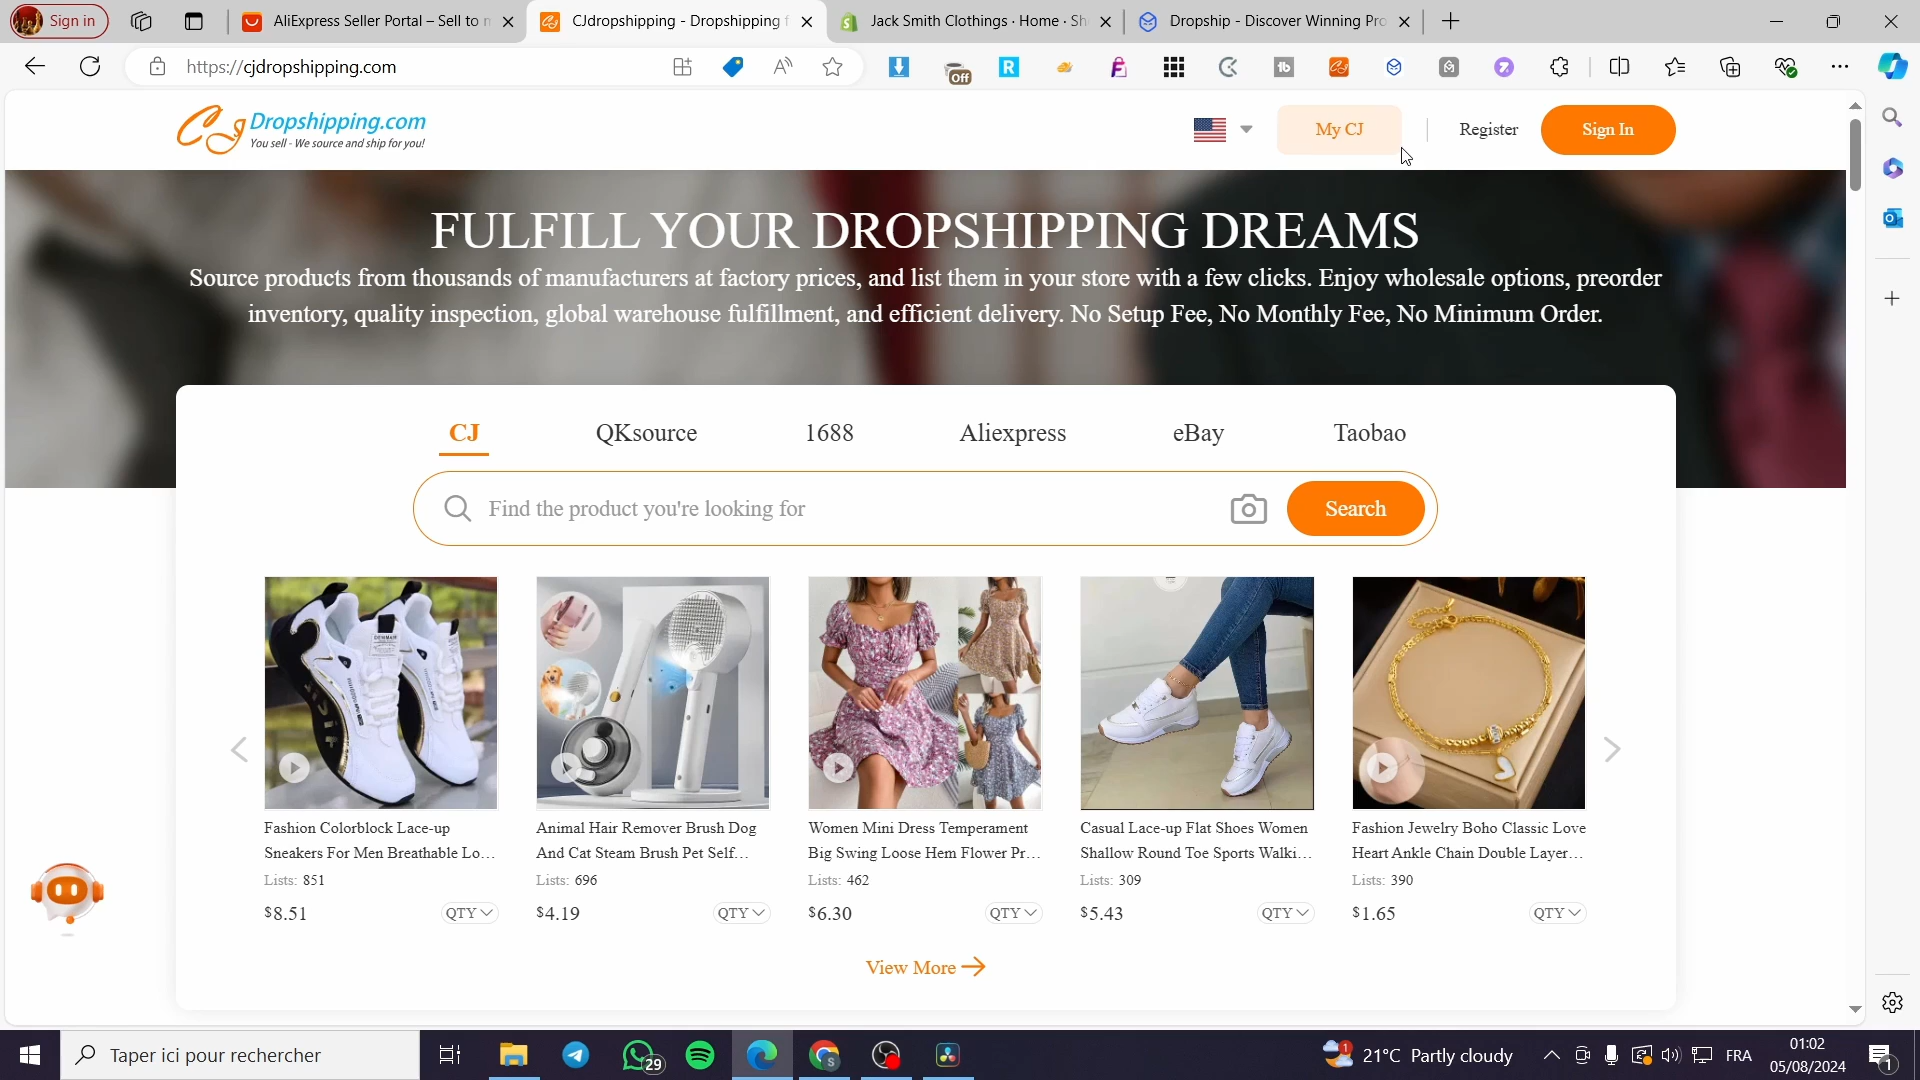 Sign in
AliExpress Seller Portal – Sell to m
CJdropshipping - Dropshipping f
Jack Smith Clothings · Home · Sh
Dropship - Discover Winning Pro
https://cjdropshipping.com
Off
CJ Dropshipping.com
You sell - We source and ship for you!
My CJ
Register
Sign In
FULFILL YOUR DROPSHIPPING DREAMS
Source products from thousands of manufacturers at factory prices, and list them in your store with a few clicks. Enjoy wholesale options, preorder
inventory, quality inspection, global warehouse fulfillment, and efficient delivery. No Setup Fee, No Monthly Fee, No Minimum Order.
CJ QKsource 1688 Aliexpress eBay Taobao
Find the product you're looking for
Search
Fashion Colorblock Lace-up
Sneakers For Men Breathable Lo...
Lists: 851
$8.51 QTY
Animal Hair Remover Brush Dog
And Cat Steam Brush Pet Self...
Lists: 696
$4.19 QTY
Women Mini Dress Temperament
Big Swing Loose Hem Flower Pr...
Lists: 462
$6.30 QTY
Casual Lace-up Flat Shoes Women
Shallow Round Toe Sports Walki...
Lists: 309
$5.43 QTY
Fashion Jewelry Boho Classic Love
Heart Ankle Chain Double Layer...
Lists: 390
$1.65 QTY
View More
Taper ici pour rechercher
29
21°C Partly cloudy
FRA
01:02
05/08/2024
1